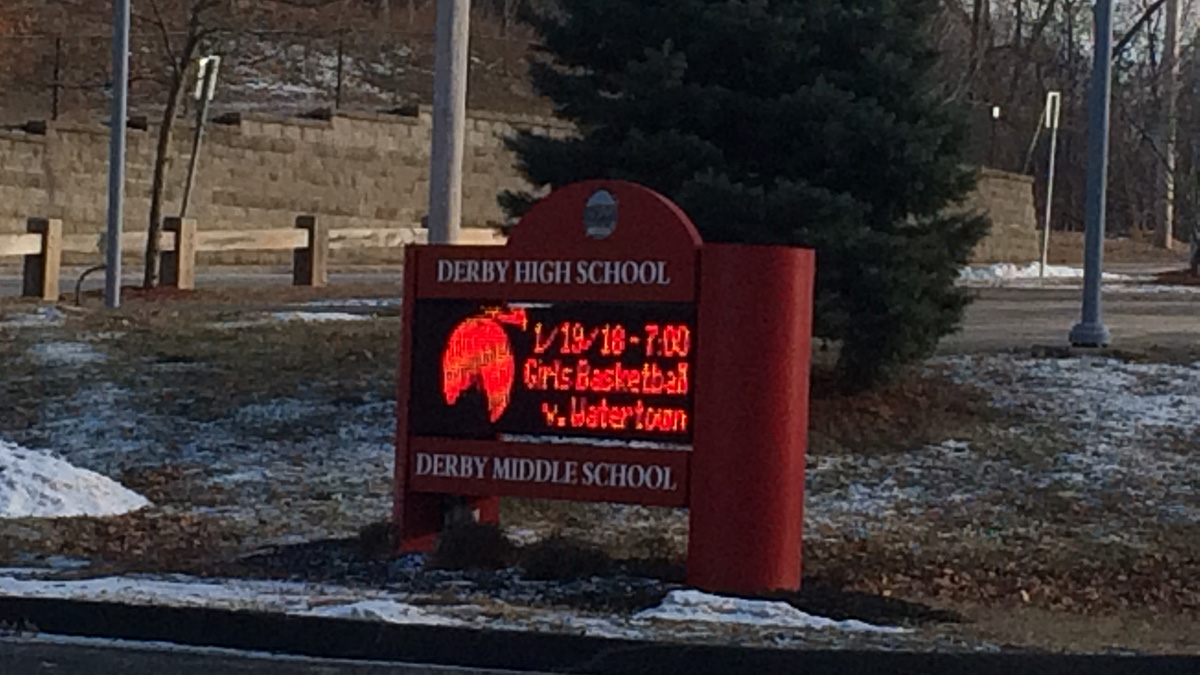 DERBY HIGH SCHOOL
1/19/18 - 7:00
Girls Basketball
v. Watertown
DERBY MIDDLE SCHOOL